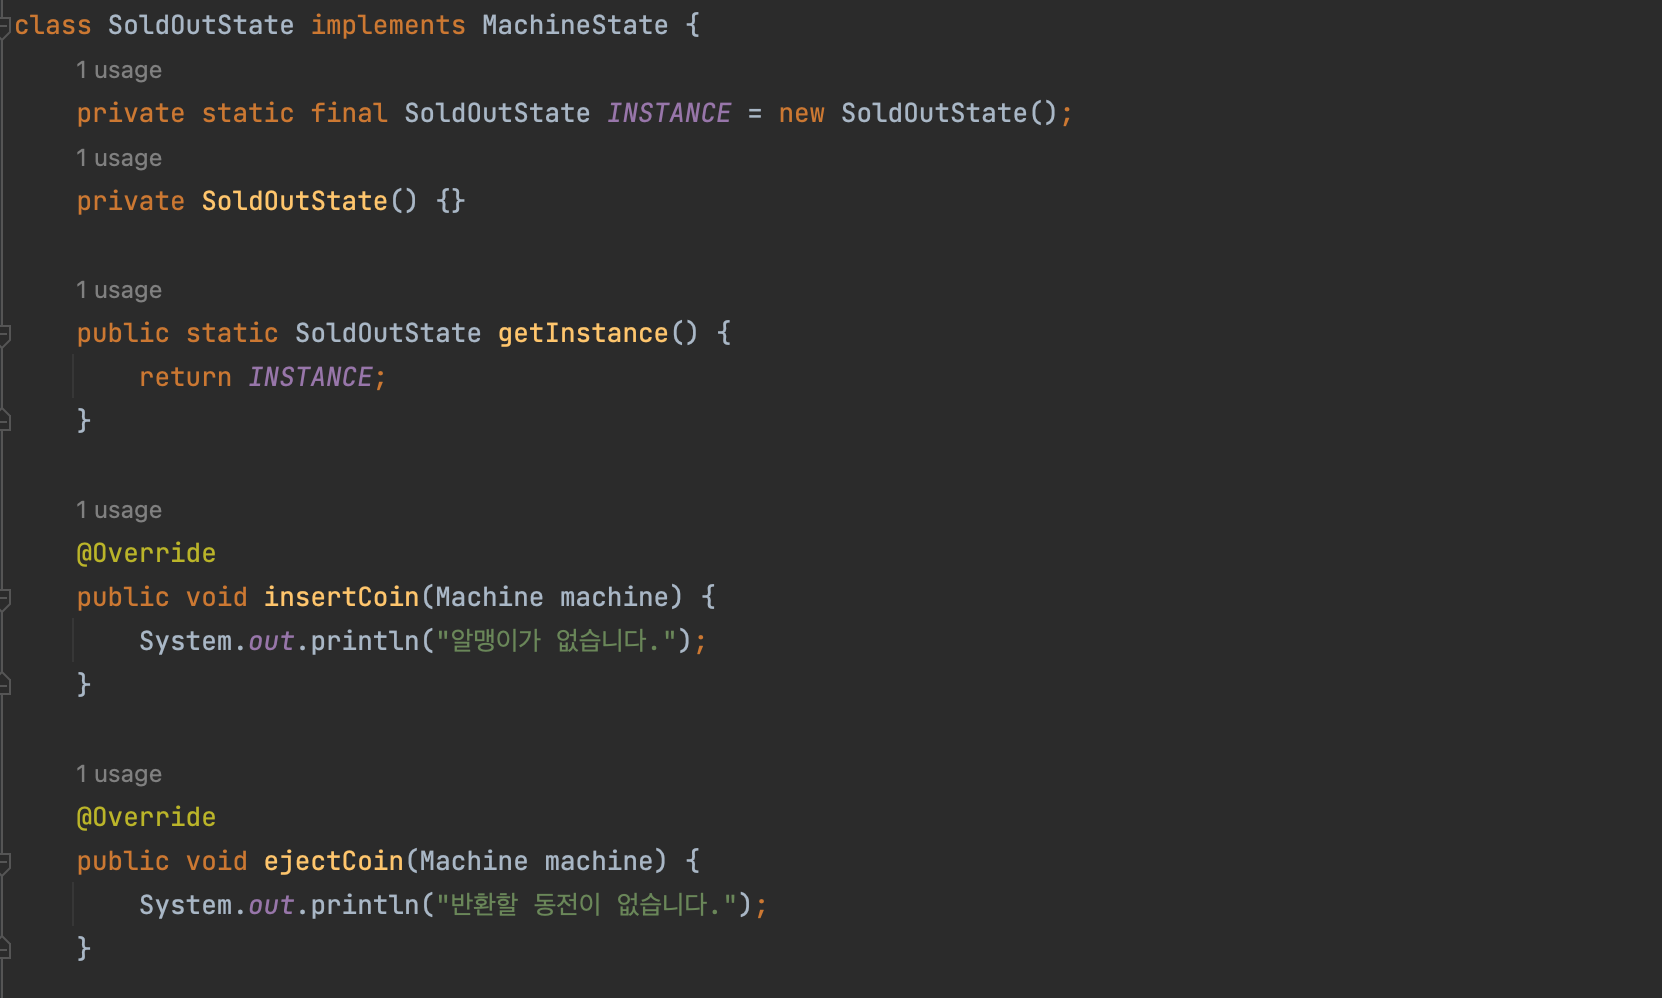 class SoldOutState implements MachineState {
1 usage
private static final SoldOutState INSTANCE = new SoldOutState();
1 usage
private SoldOutState() {}
1 usage
public static SoldOutState getInstance() {
return INSTANCE;
}
1 usage
@Override
public void insertCoin(Machine machine) {
System.out.println("알맹이가 없습니다.");
}
1 usage
@Override
public void ejectCoin(Machine machine) {
System.out.println("반환할 동전이 없습니다.");
}